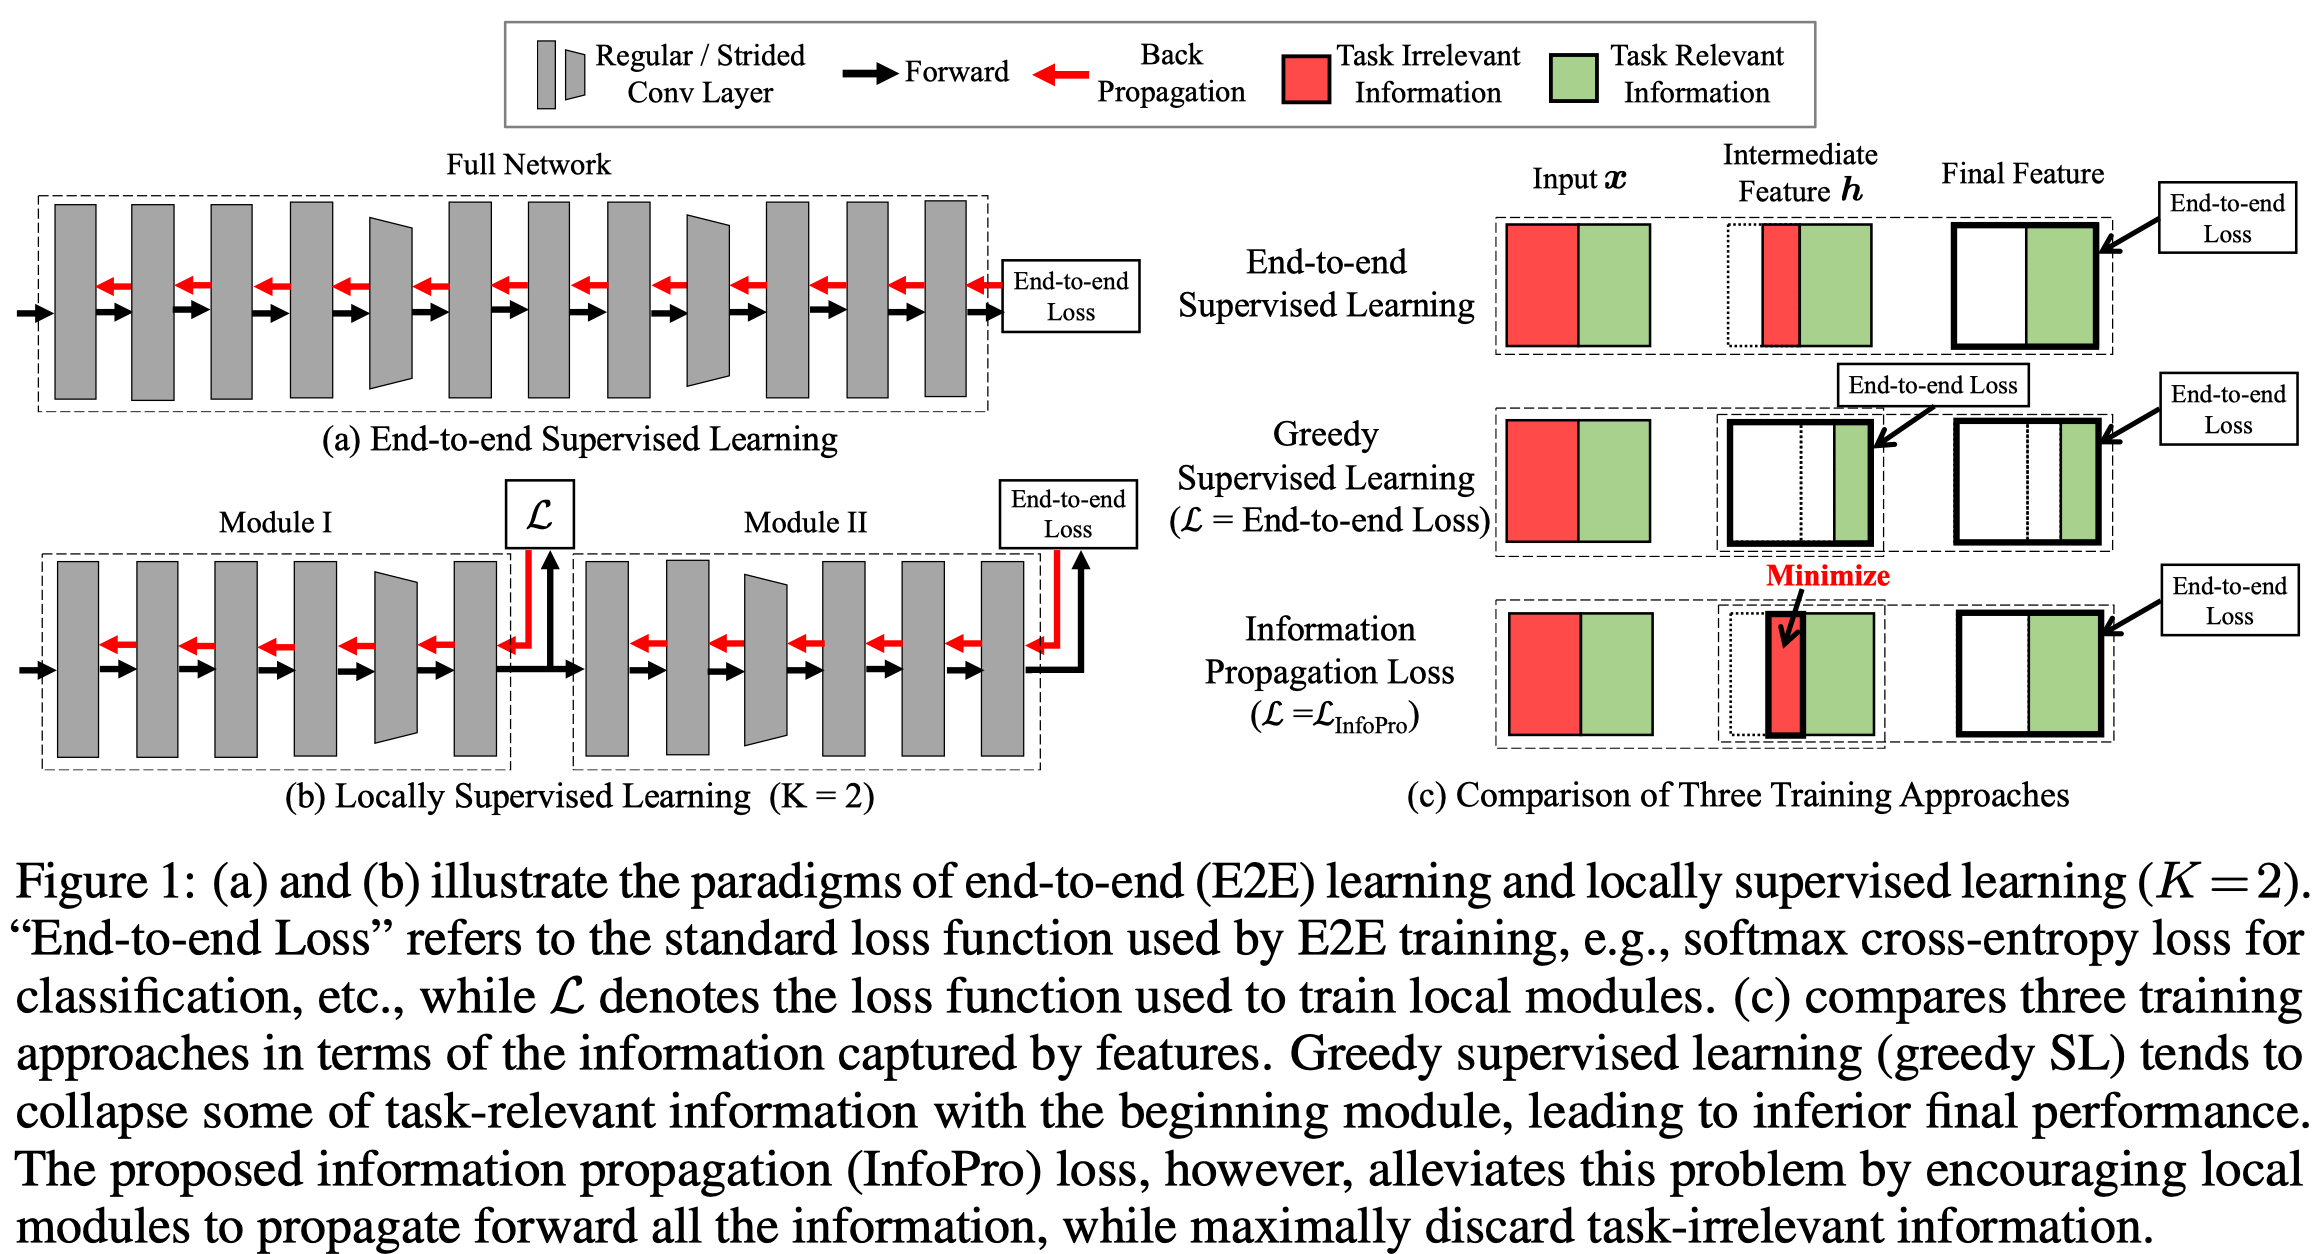 Regular / Strided
Conv Layer
Forward
Back
Propagation
Task Irrelevant
Information
Task Relevant
Information
Full Network
End-to-end
Loss
(a) End-to-end Supervised Learning
Module I
ℒ
Module II
End-to-end
Loss
(b) Locally Supervised Learning (K = 2)
Input x
Intermediate
Feature h
Final Feature
End-to-end
Supervised Learning
End-to-end
Loss
Greedy
Supervised Learning
(ℒ = End-to-end Loss)
End-to-end Loss
End-to-end
Loss
Information
Propagation Loss
(ℒ =ℒInfoPro)
Minimize
End-to-end
Loss
(c) Comparison of Three Training Approaches
Figure 1: (a) and (b) illustrate the paradigms of end-to-end (E2E) learning and locally supervised learning (K = 2).
“End-to-end Loss” refers to the standard loss function used by E2E training, e.g., softmax cross-entropy loss for
classification, etc., while ℒ denotes the loss function used to train local modules. (c) compares three training
approaches in terms of the information captured by features. Greedy supervised learning (greedy SL) tends to
collapse some of task-relevant information with the beginning module, leading to inferior final performance.
The proposed information propagation (InfoPro) loss, however, alleviates this problem by encouraging local
modules to propagate forward all the information, while maximally discard task-irrelevant information.